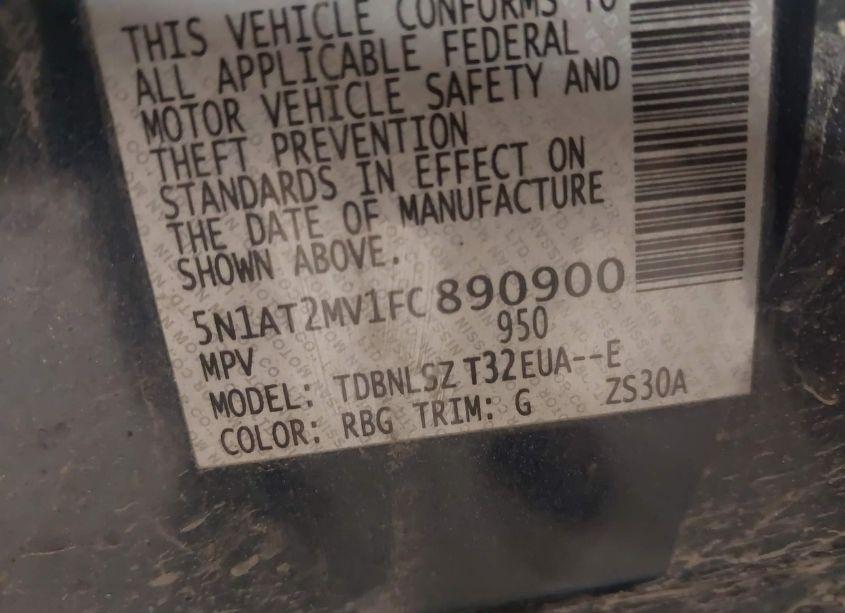 THIS VEHICLE CONFORMS TO
ALL APPLICABLE FEDERAL
MOTOR VEHICLE SAFETY AND
THEFT PREVENTION
STANDARDS IN EFFECT ON
THE DATE OF MANUFACTURE
SHOWN ABOVE.
5N1AT2MV1FC890900
MPV 950
MODEL: TDBNLSZ T32EUA--E
COLOR: RBG TRIM: G ZS30A